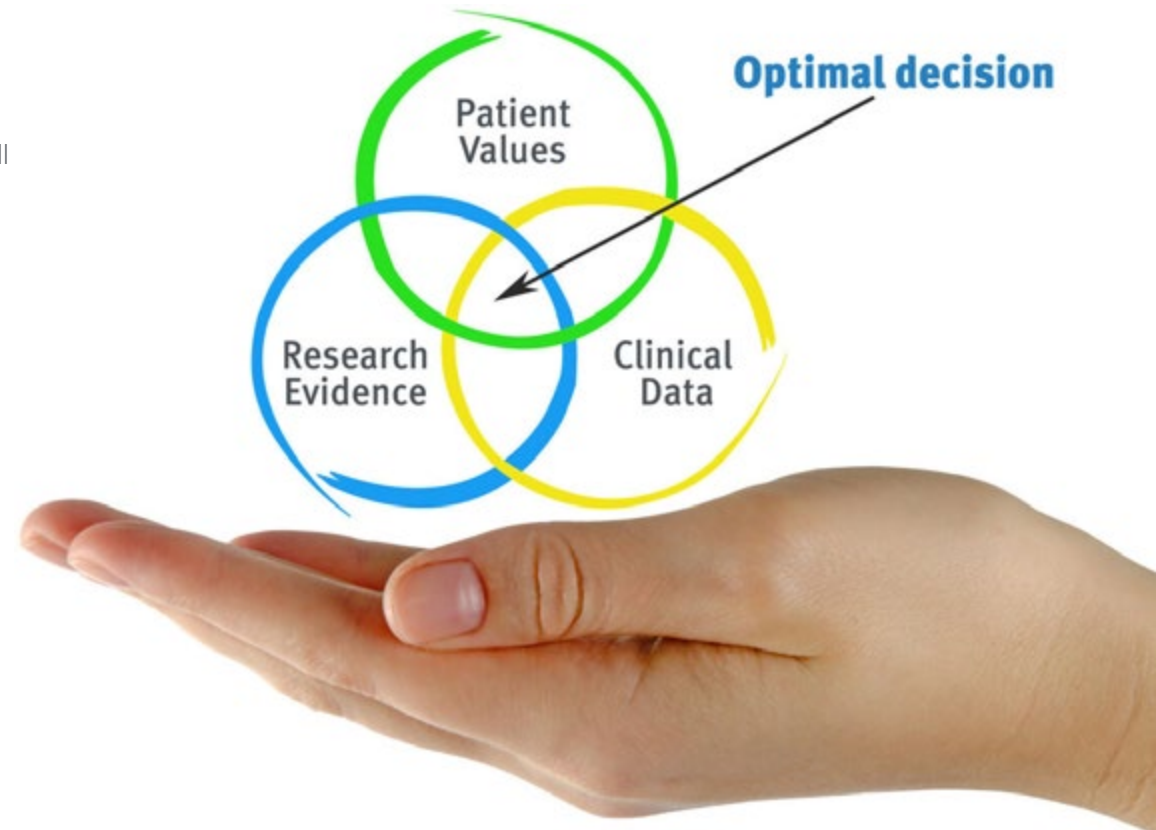 Optimal decision
Patient
Values
Research
Evidence
Clinical
Data